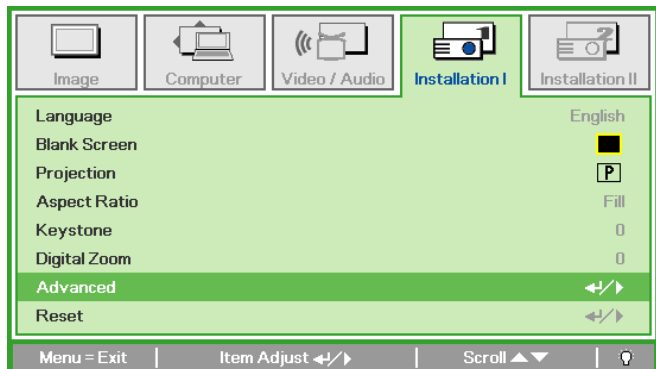 Image Computer Video / Audio Installation I Installation II
Language English
Blank Screen
Projection P
Aspect Ratio Fill
Keystone 0
Digital Zoom 0
Advanced
Reset
Menu = Exit Item Adjust Scroll